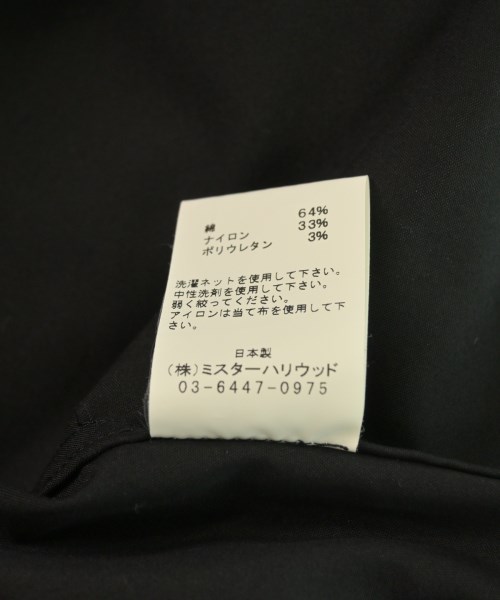 綿 64%
ナイロン 33%
ポリウレタン 3%
洗濯ネットを使用して下さい。
中性洗剤を使用して下さい。
弱く絞ってください。
アイロンは当て布を使用して下
さい。
日本製
(株)ミスターハリウッド
03-6447-0975